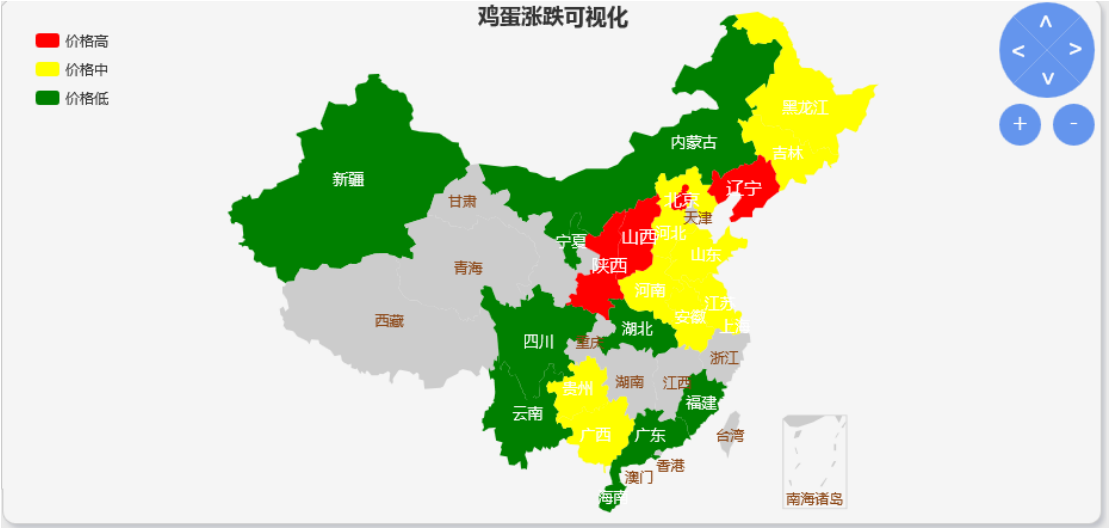 鸡蛋涨跌可视化
价格高
价格中
价格低
^
<
>
v
+
-
黑龙江
内蒙古
吉林
新疆
辽宁
甘肃
北京
天津
宁夏
山西
河北
山东
青海
陕西
河南
江苏
西藏
安徽
上海
湖北
四川
重庆
浙江
湖南
江西
贵州
福建
云南
广西
广东
台湾
香港
澳门
海南
南海诸岛